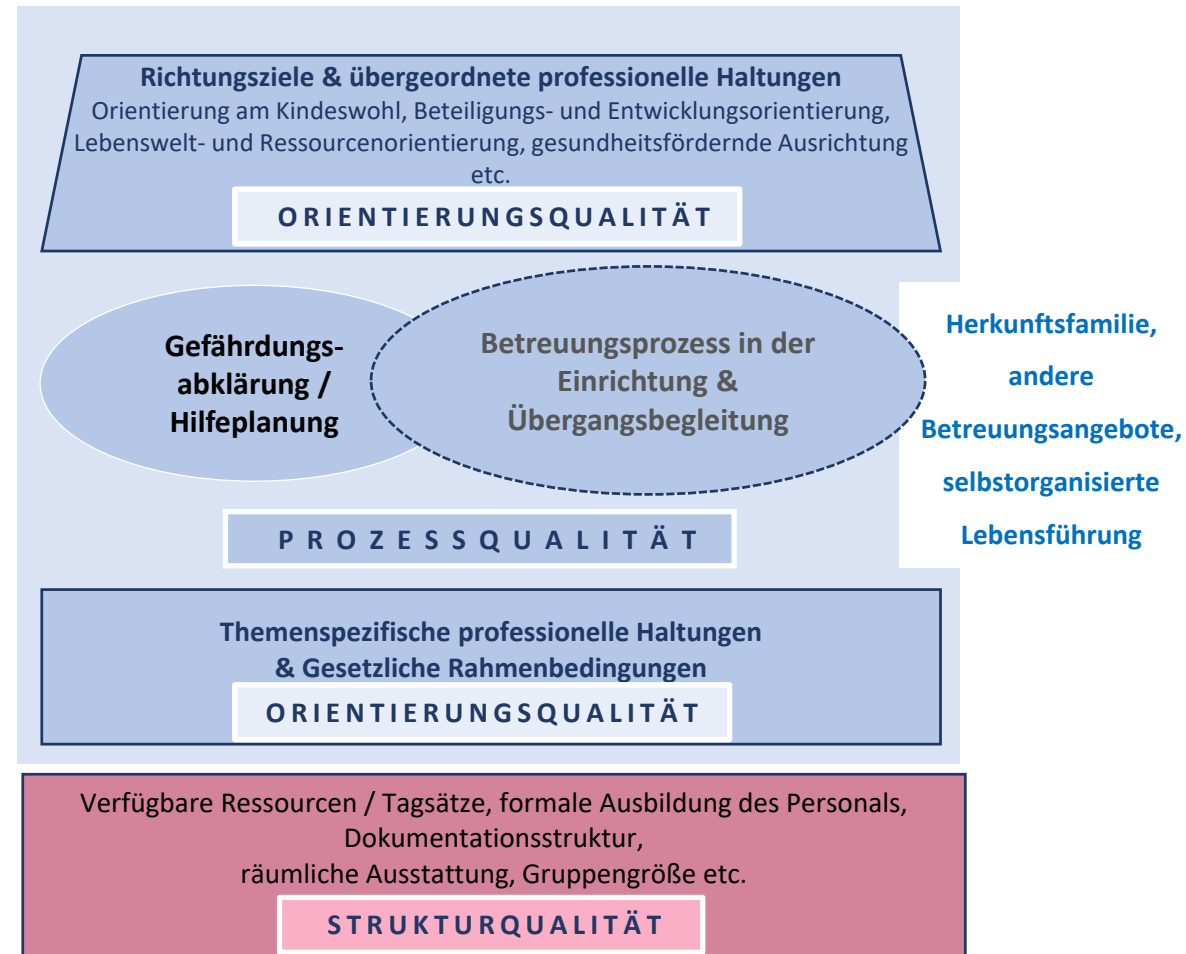 Richtungsziele & übergeordnete professionelle Haltungen
Orientierung am Kindeswohl, Beteiligungs- und Entwicklungsorientierung,
Lebenswelt- und Ressourcenorientierung, gesundheitsfördernde Ausrichtung
etc.
ORIENTIERUNGSQUALITÄT
Gefährdungs-
abklärung /
Hilfeplanung
Betreuungsprozess in der
Einrichtung &
Übergangsbegleitung
Herkunftsfamilie,
andere
Betreuungsangebote,
selbstorganisierte
Lebensführung
PROZESSQUALITÄT
Themenspezifische professionelle Haltungen
& Gesetzliche Rahmenbedingungen
ORIENTIERUNGSQUALITÄT
Verfügbare Ressourcen / Tagsätze, formale Ausbildung des Personals,
Dokumentationsstruktur,
räumliche Ausstattung, Gruppengröße etc.
STRUKTURQUALITÄT